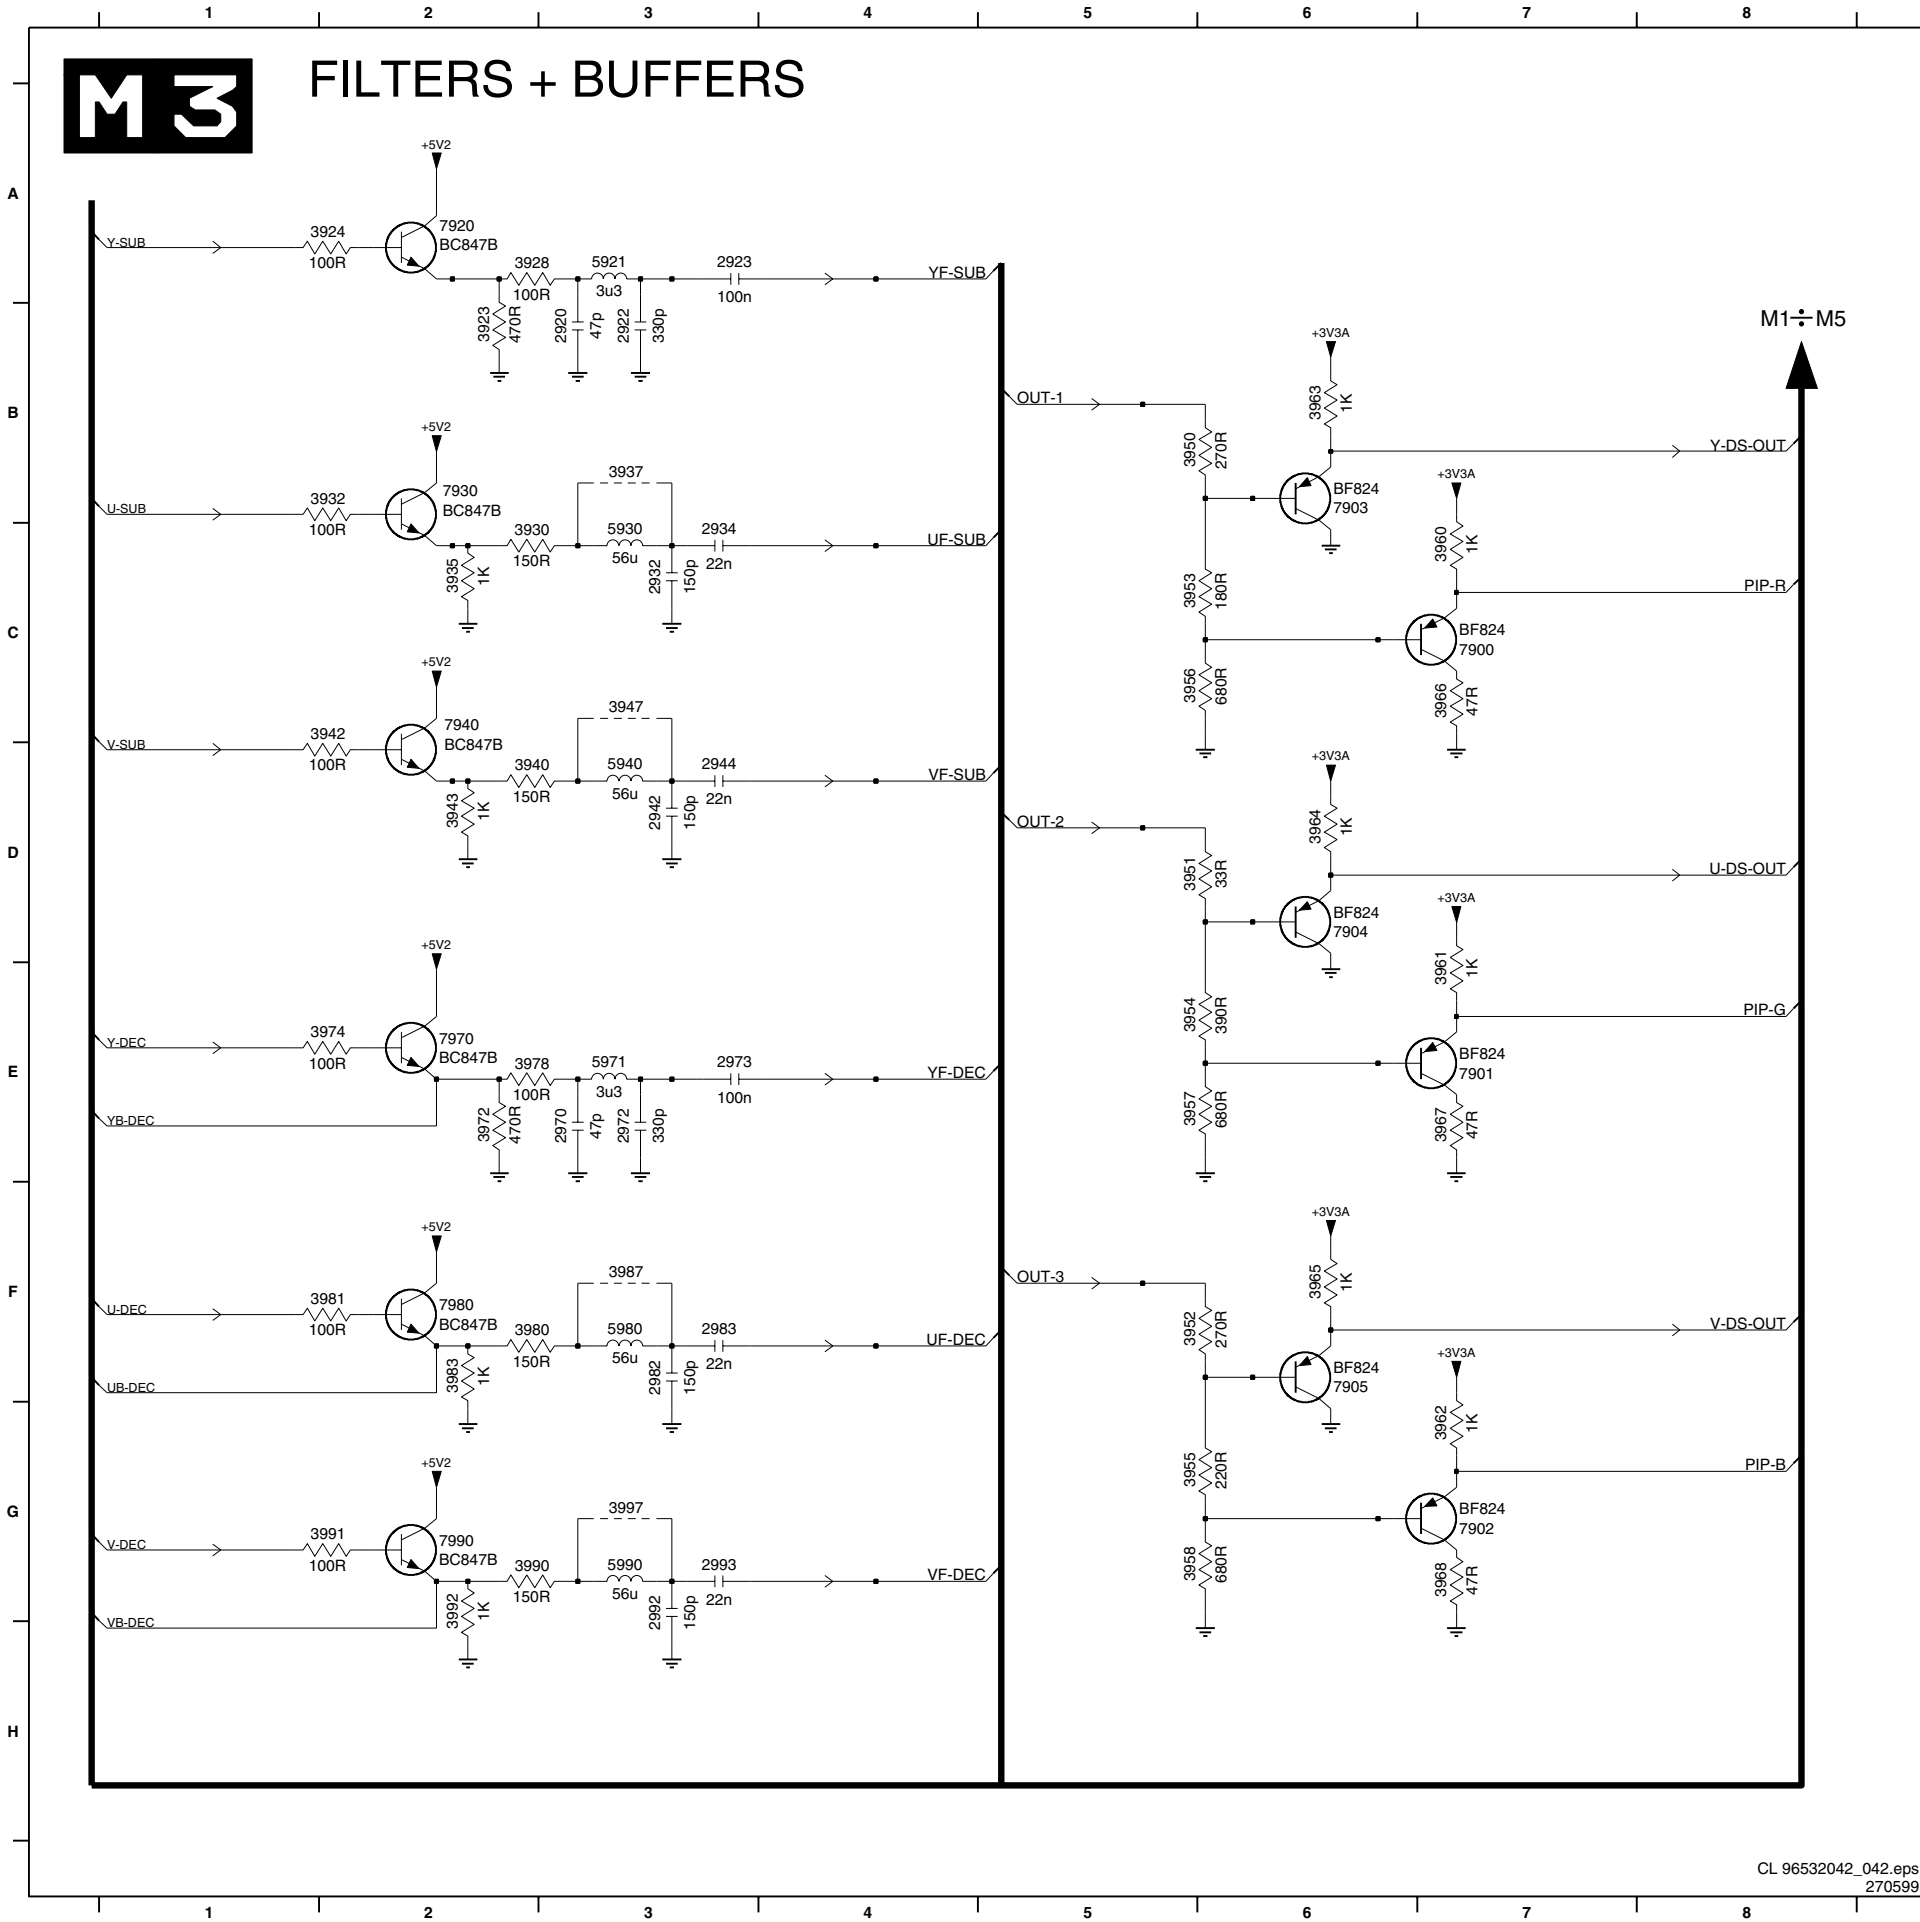 1 2 3 4 5 6 7 8
M 3 FILTERS + BUFFERS
A
B
C
D
E
F
G
H
+5V2
Y-SUB
3924
100R
7920
BC847B
3928
100R
5921
3u3
2923
100n
YF-SUB
3923
470R
2920
47p
2922
330p
+5V2
U-SUB
3932
100R
7930
BC847B
3937
3930
150R
5930
56u
2934
22n
UF-SUB
3935
1K
2932
150p
+5V2
V-SUB
3942
100R
7940
BC847B
3947
3940
150R
5940
56u
2944
22n
VF-SUB
3943
1K
2942
150p
+5V2
Y-DEC
3974
100R
7970
BC847B
3978
100R
5971
3u3
2973
100n
YF-DEC
YB-DEC
3972
470R
2970
47p
2972
330p
+5V2
U-DEC
3981
100R
7980
BC847B
3987
3980
150R
5980
56u
2983
22n
UF-DEC
UB-DEC
3983
1K
2982
150p
+5V2
V-DEC
3991
100R
7990
BC847B
3997
3990
150R
5990
56u
2993
22n
VF-DEC
VB-DEC
3992
1K
2992
150p
M1÷M5
OUT-1
3950
270R
+3V3A
3963
1K
Y-DS-OUT
BF824
7903
+3V3A
3960
1K
3953
180R
PIP-R
BF824
7900
3956
680R
3966
47R
OUT-2
3951
33R
+3V3A
3964
1K
U-DS-OUT
BF824
7904
+3V3A
3961
1K
3954
390R
PIP-G
BF824
7901
3957
680R
3967
47R
OUT-3
3952
270R
+3V3A
3965
1K
V-DS-OUT
BF824
7905
+3V3A
3962
1K
3955
220R
PIP-B
BF824
7902
3958
680R
3968
47R
CL 96532042_042.eps
270599
1 2 3 4 5 6 7 8